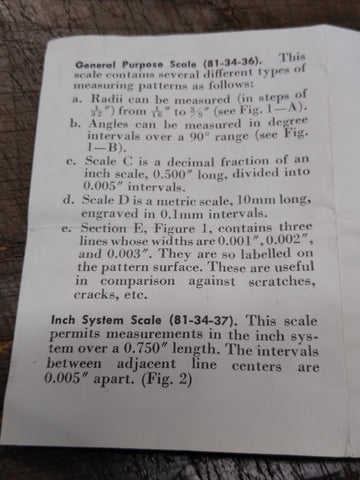 General Purpose Scale (81-34-36). This
scale contains several different types of
measuring patterns as follows:
a. Radii can be measured (in steps of
1/32") from 1/16" to 3/8" (see Fig. 1—A).
b. Angles can be measured in degree
intervals over a 90° range (see Fig.
1—B).
c. Scale C is a decimal fraction of an
inch scale, 0.500" long, divided into
0.005" intervals.
d. Scale D is a metric scale, 10mm long,
engraved in 0.1mm intervals.
e. Section E, Figure 1, contains three
lines whose widths are 0.001", 0.002",
and 0.003". They are so labelled on
the pattern surface. These are useful
in comparison against scratches,
cracks, etc.
Inch System Scale (81-34-37). This scale
permits measurements in the inch sys-
tem over a 0.750" length. The intervals
between adjacent line centers are
0.005" apart. (Fig. 2)